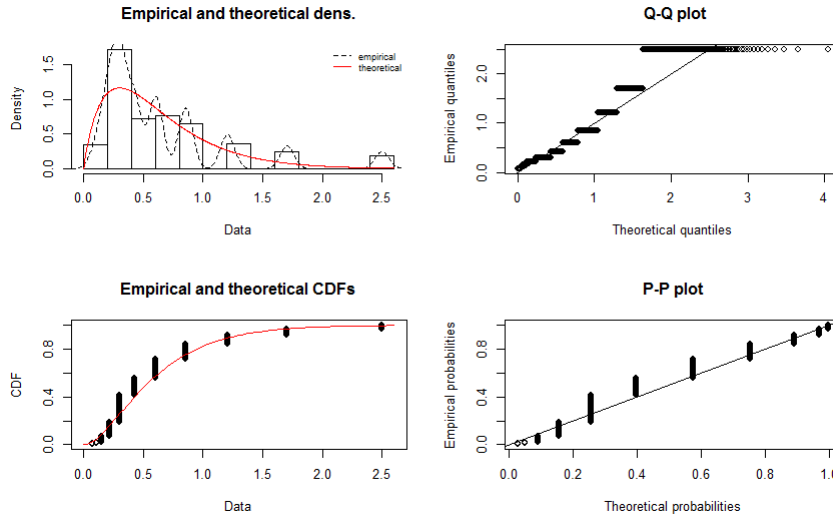 Empirical and theoretical dens.
Density
0.0 0.5 1.0 1.5
empirical
theoretical
0.0 0.5 1.0 1.5 2.0 2.5
Data
Q-Q plot
Empirical quantiles
0.0 1.0 2.0
0 1 2 3 4
Theoretical quantiles
Empirical and theoretical CDFs
CDF
0.0 0.4 0.8
0.0 0.5 1.0 1.5 2.0 2.5
Data
P-P plot
Empirical probabilities
0.0 0.4 0.8
0.0 0.2 0.4 0.6 0.8 1.0
Theoretical probabilities